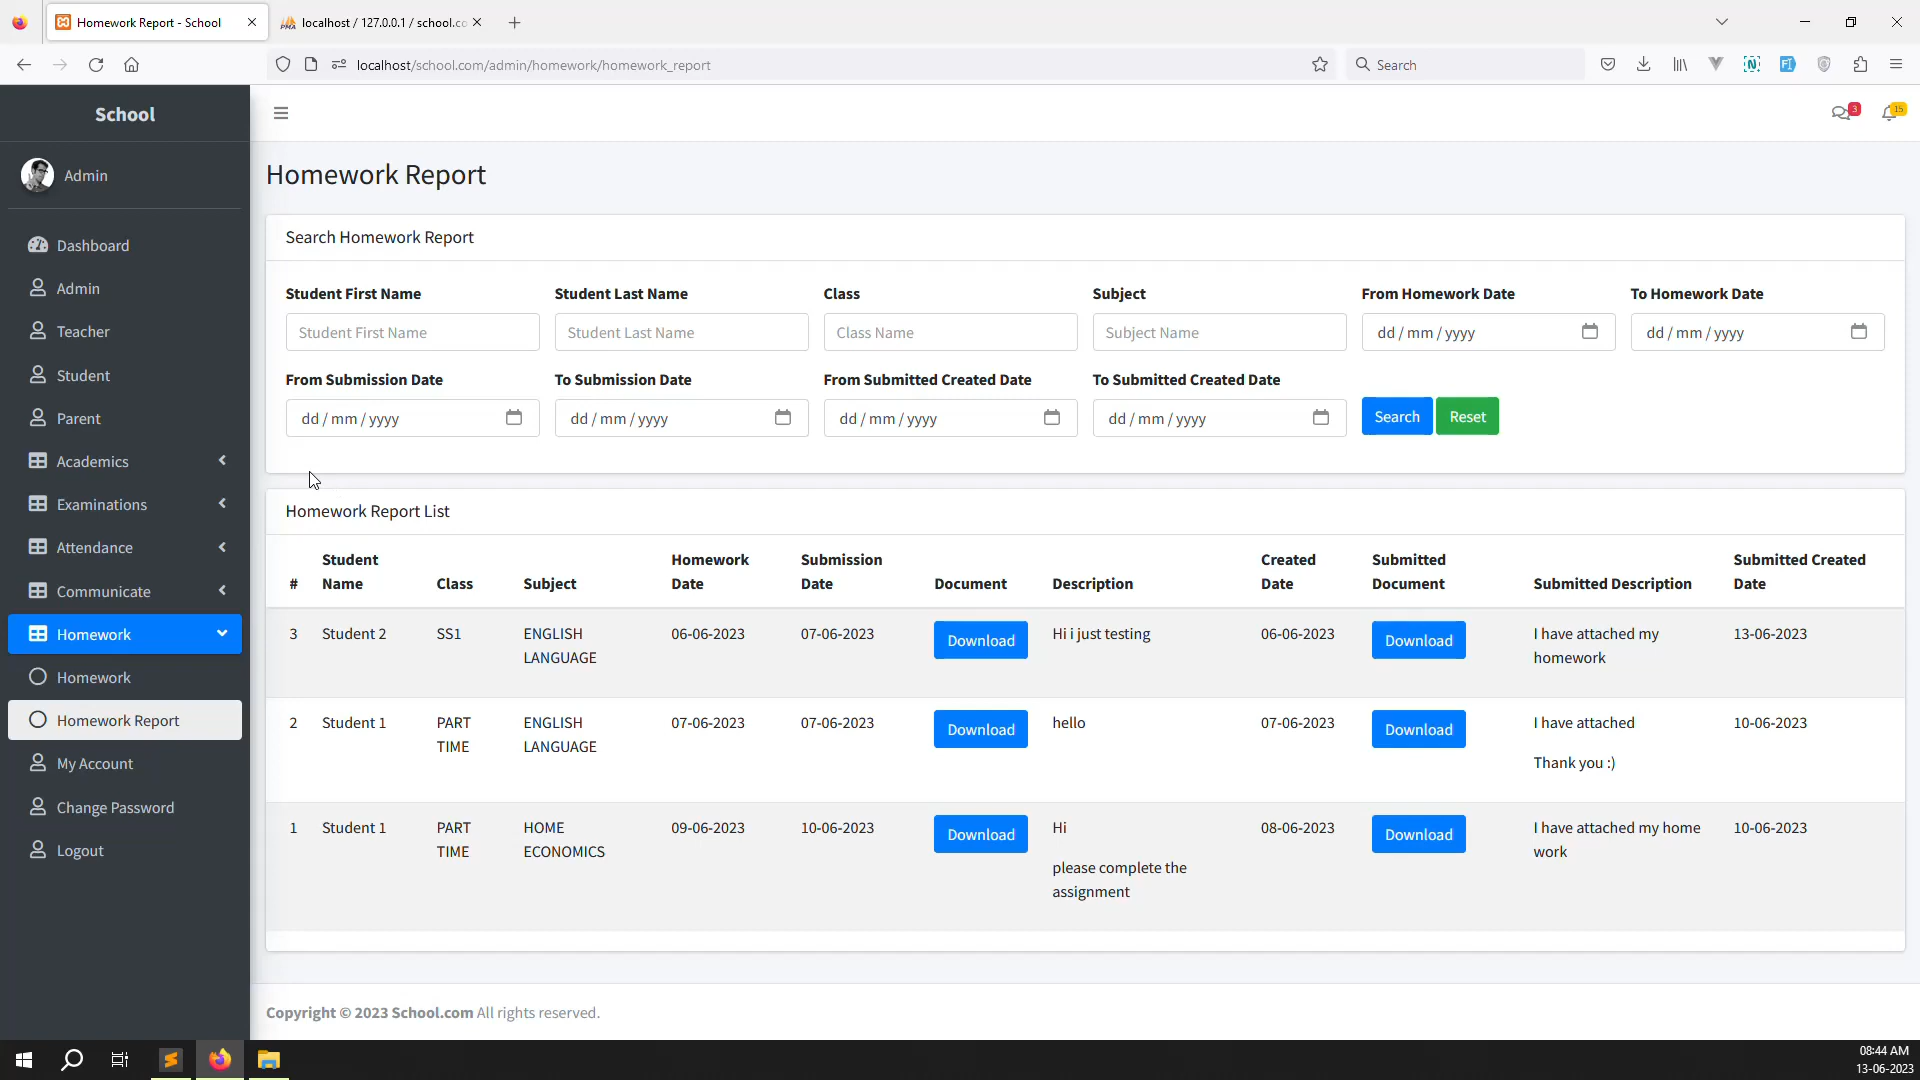 Homework Report - School
localhost / 127.0.0.1 / school.co
localhost/school.com/admin/homework/homework_report
Search
School
3
15
Admin
Dashboard
Admin
Teacher
Student
Parent
Academics
Examinations
Attendance
Communicate
Homework
Homework
Homework Report
My Account
Change Password
Logout
Homework Report
Search Homework Report
Student First Name Student Last Name Class Subject From Homework Date To Homework Date
Student First Name Student Last Name Class Name Subject Name dd / mm / yyyy dd / mm / yyyy
From Submission Date To Submission Date From Submitted Created Date To Submitted Created Date
dd / mm / yyyy dd / mm / yyyy dd / mm / yyyy dd / mm / yyyy Search Reset
Homework Report List
Student Homework Submission Created Submitted Submitted Created
# Name Class Subject Date Date Document Description Date Document Submitted Description Date
3 Student 2 SS1 ENGLISH 06-06-2023 07-06-2023 Download Hi i just testing 06-06-2023 Download I have attached my 13-06-2023
LANGUAGE homework
2 Student 1 PART ENGLISH 07-06-2023 07-06-2023 Download hello 07-06-2023 Download I have attached 10-06-2023
TIME LANGUAGE
Thank you :)
1 Student 1 PART HOME 09-06-2023 10-06-2023 Download Hi 08-06-2023 Download I have attached my home 10-06-2023
TIME ECONOMICS work
please complete the
assignment
Copyright © 2023 School.com All rights reserved.
08:44 AM
13-06-2023